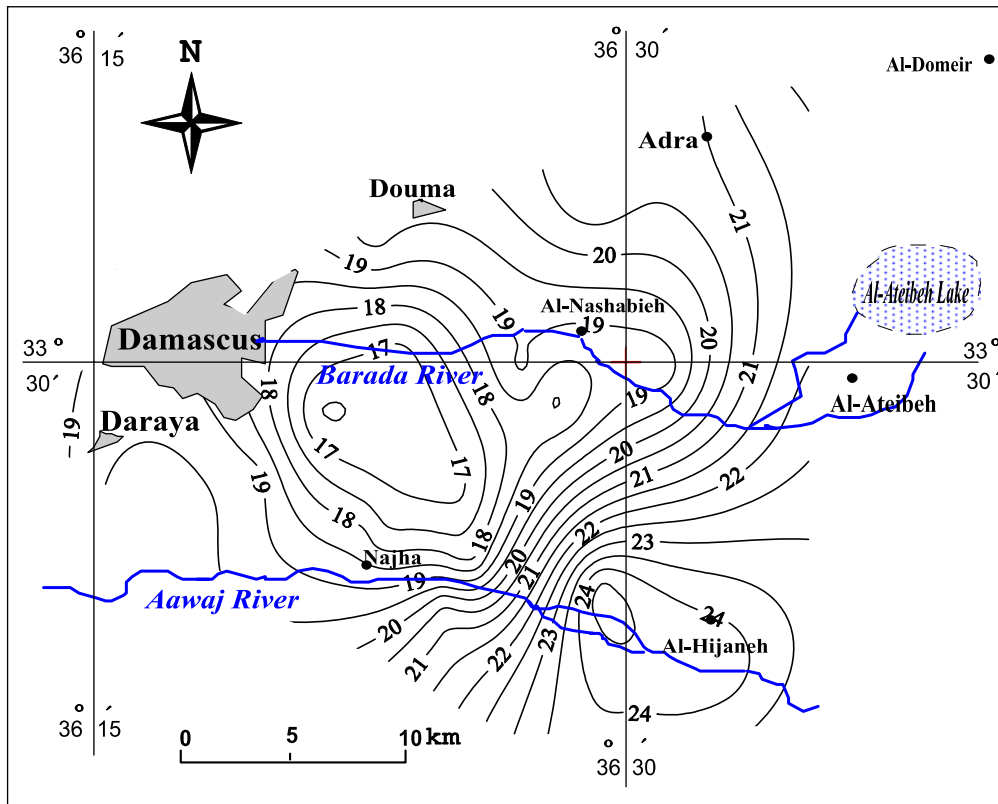 36° 15´
36° 30´
N
Al-Domeir
Adra
Douma
21
20
19
19
Al-Nashabieh
19
Al-Ateibeh Lake
18
Damascus
17
20
33° 30´
Barada River
33° 30´
21
18
18
19
Al-Ateibeh
Daraya
19
20
17
17
21
22
19
19
18
22
18
23
Najha
20
19
21
24
Aawaj River
24
20
23
Al-Hijaneh
22
21
24
36° 15´
0 5 10 km
36° 30´